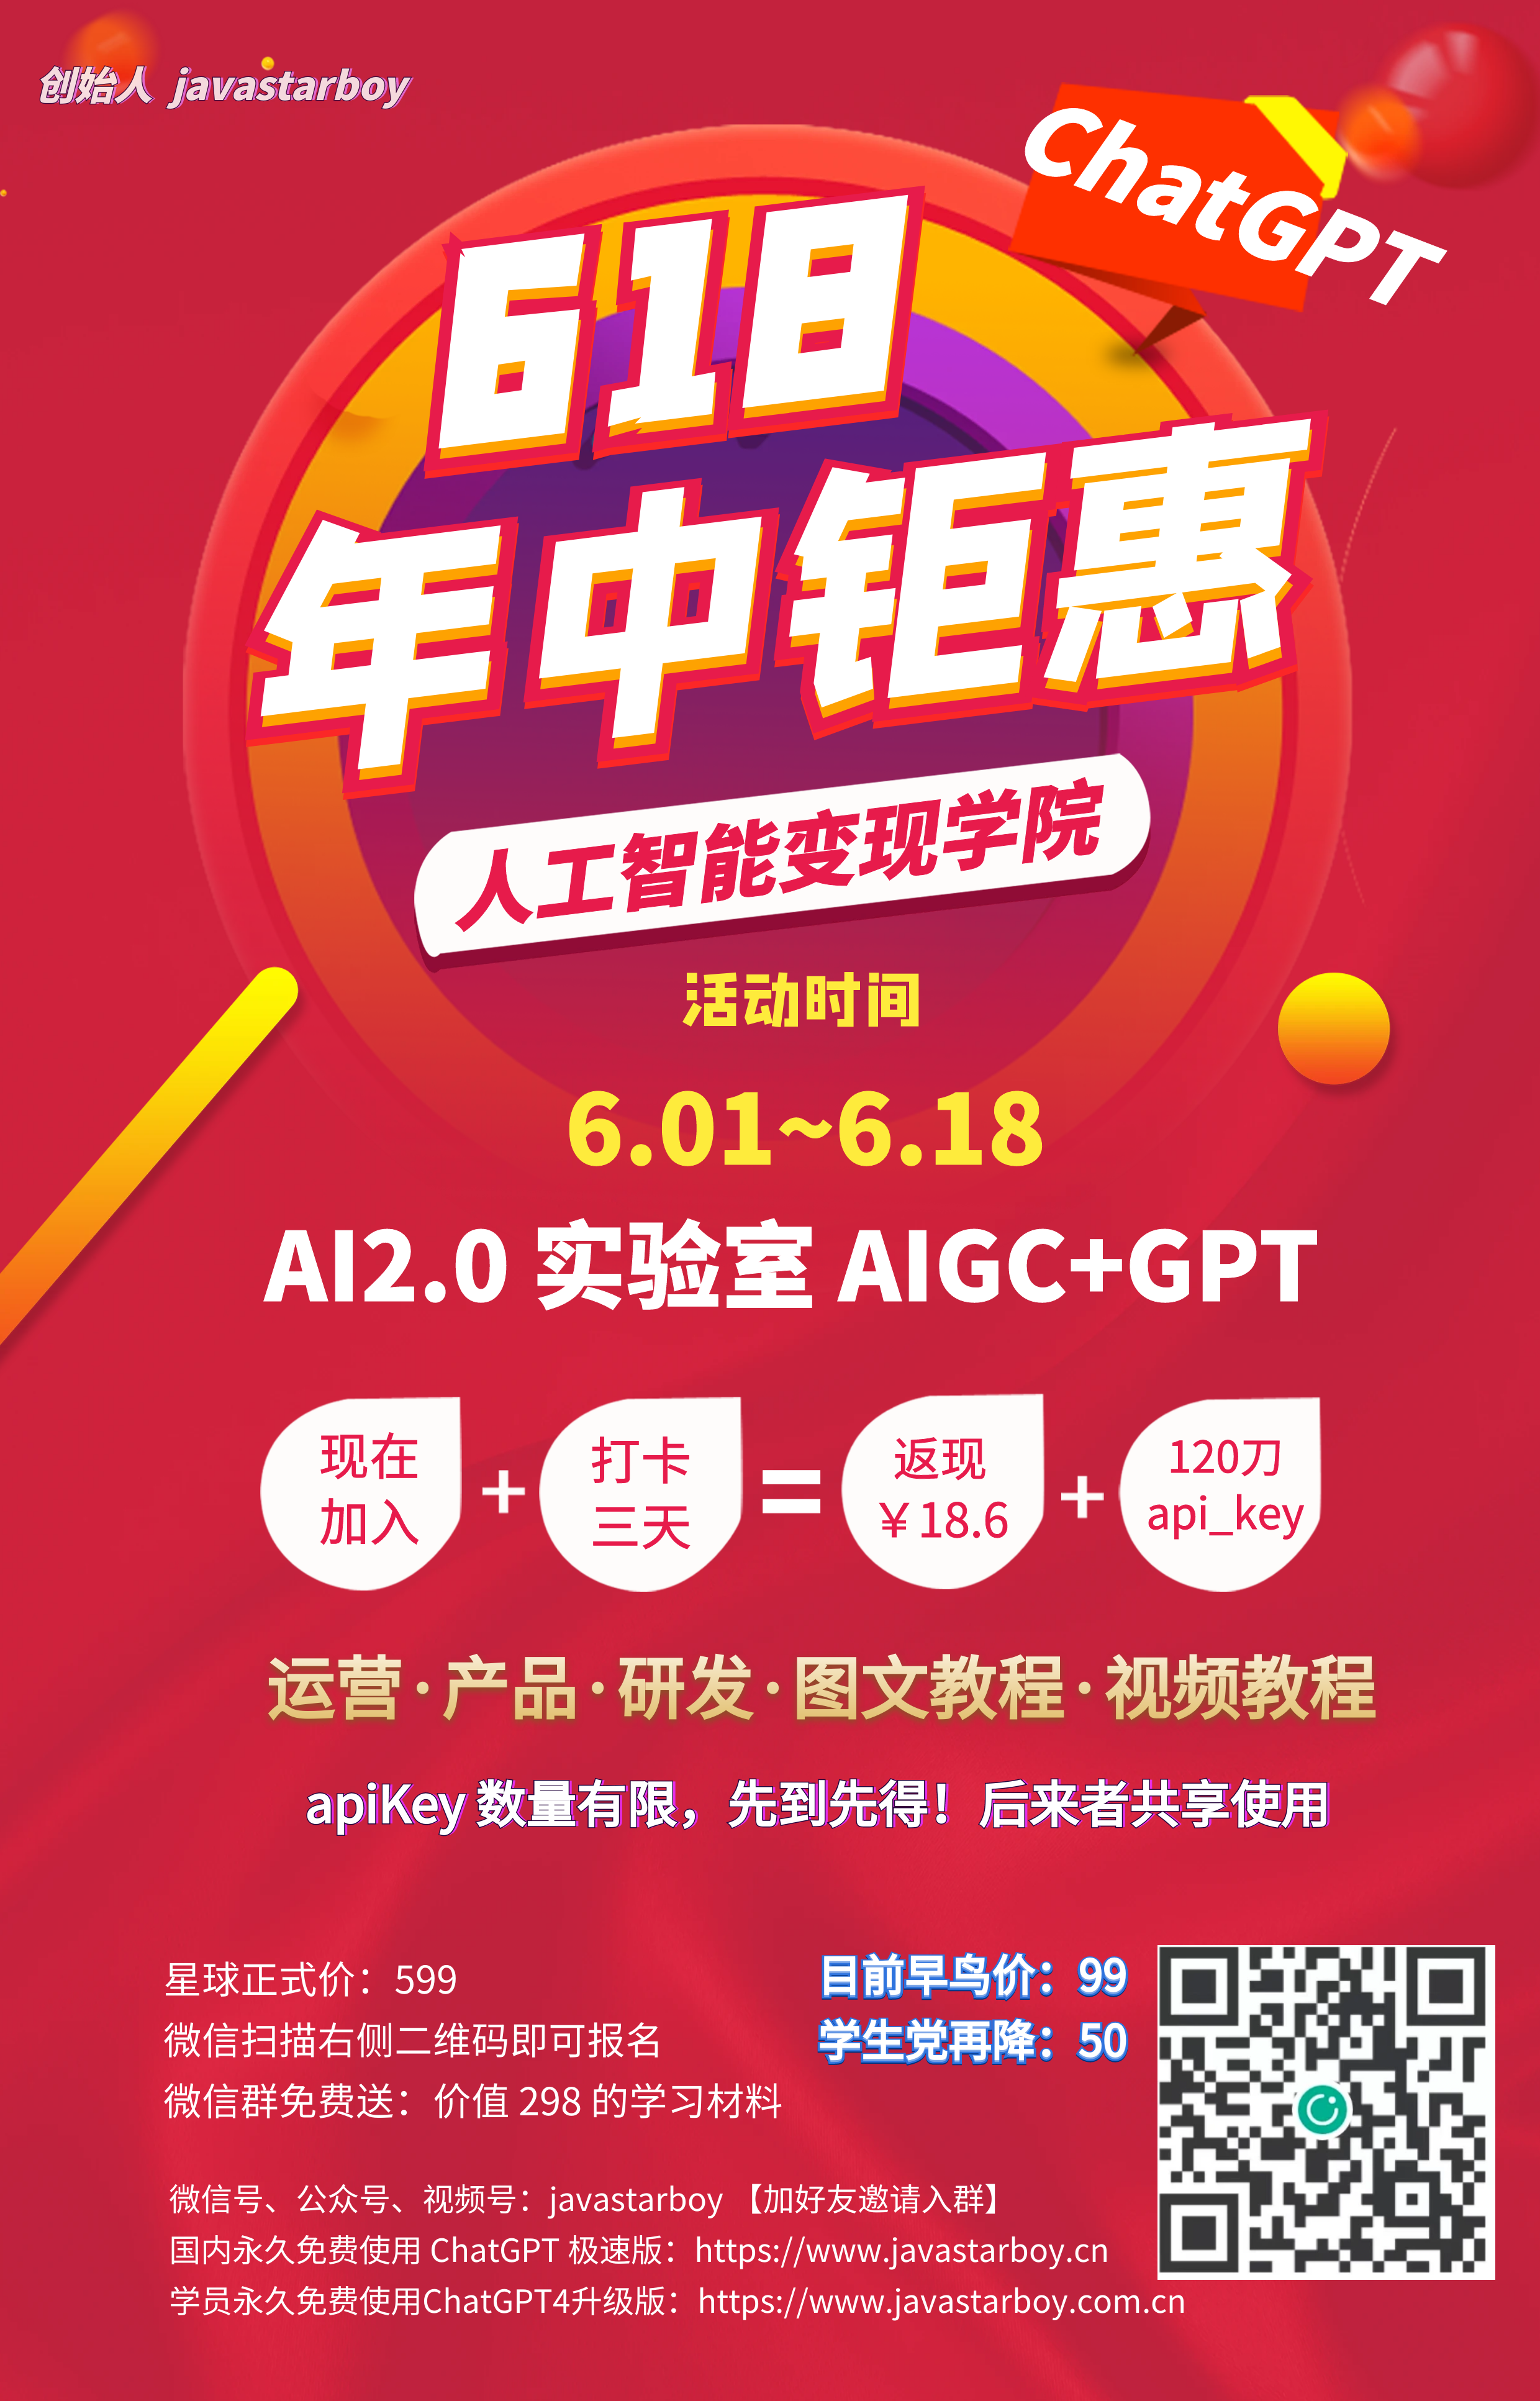 创始人 javastarboy
ChatGPT
618
年中钜惠
人工智能变现学院
活动时间
6.01~6.18
AI2.0 实验室 AIGC+GPT
现在
加入
+
打卡
三天
=
返现
￥18.6
+
120刀
api_key
运营·产品·研发·图文教程·视频教程
apiKey 数量有限，先到先得！后来者共享使用
星球正式价：599
微信扫描右侧二维码即可报名
微信群免费送：价值 298 的学习材料
目前早鸟价：99
学生党再降：50
微信号、公众号、视频号：javastarboy 【加好友邀请入群】
国内永久免费使用 ChatGPT 极速版：https://www.javastarboy.cn
学员永久免费使用ChatGPT4升级版：https://www.javastarboy.com.cn